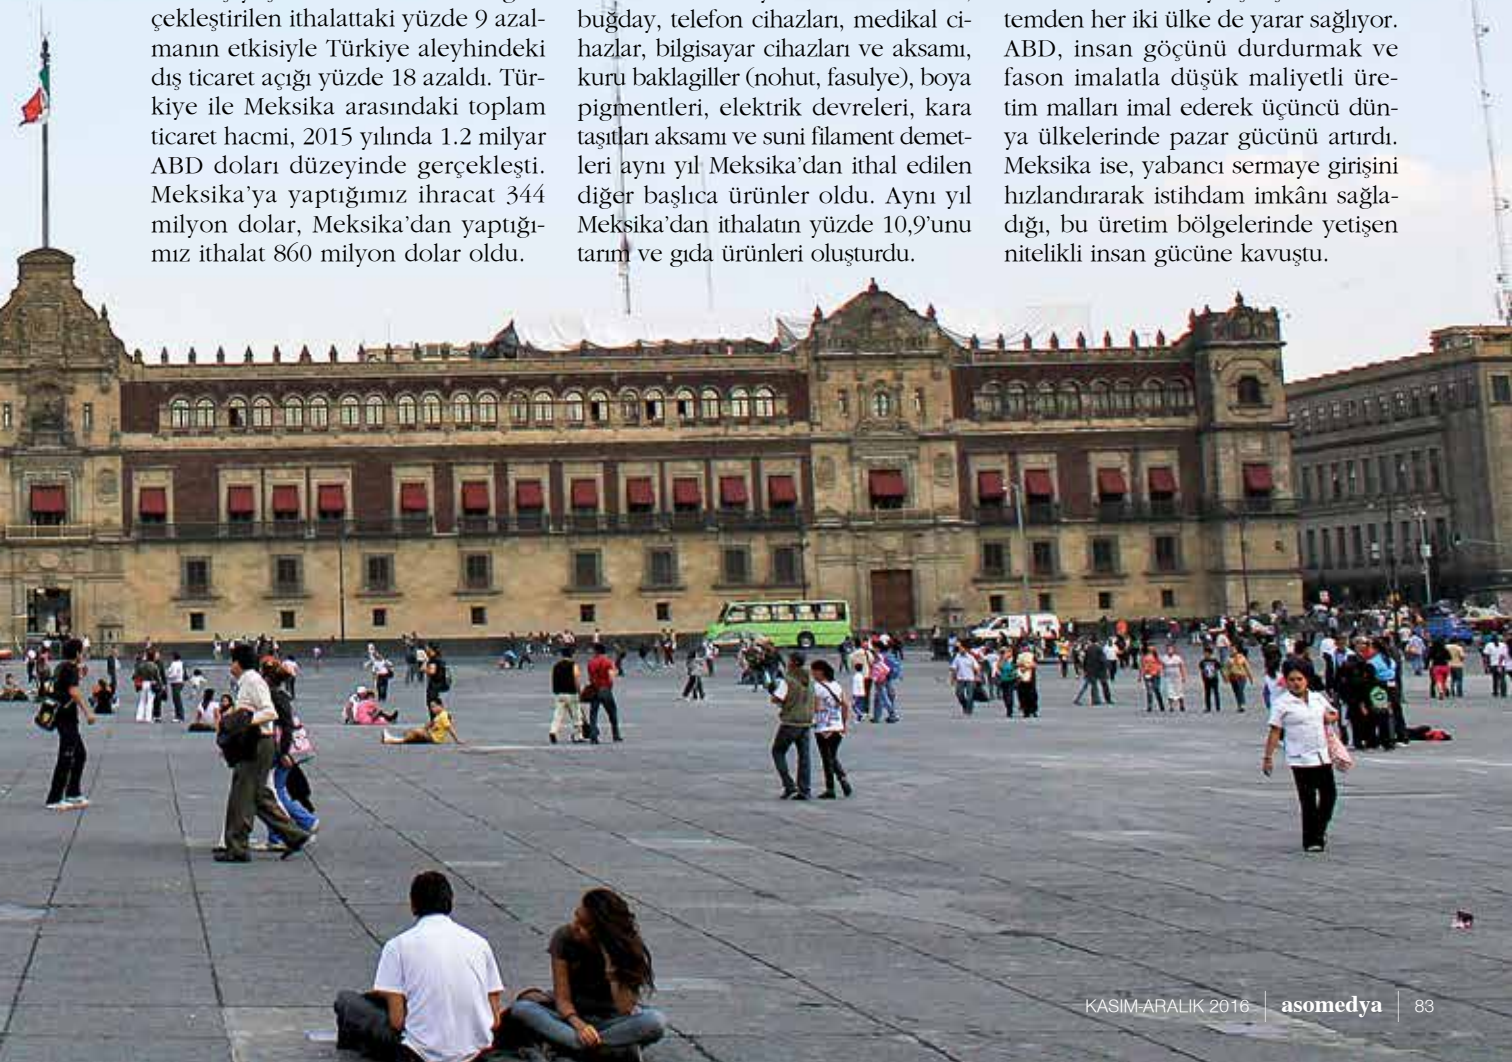 çekleştirilen ithalattaki yüzde 9 azal-
manın etkisiyle Türkiye aleyhindeki
dış ticaret açığı yüzde 18 azaldı. Tür-
kiye ile Meksika arasındaki toplam
ticaret hacmi, 2015 yılında 1.2 milyar
ABD doları düzeyinde gerçekleşti.
Meksika’ya yaptığımız ihracat 344
milyon dolar, Meksika’dan yaptığı-
mız ithalat 860 milyon dolar oldu.
buğday, telefon cihazları, medikal ci-
hazlar, bilgisayar cihazları ve aksamı,
kuru baklagiller (nohut, fasulye), boya
pigmentleri, elektrik devreleri, kara
taşıtları aksamı ve suni filament demet-
leri aynı yıl Meksika’dan ithal edilen
diğer başlıca ürünler oldu. Aynı yıl
Meksika’dan ithalatın yüzde 10,9’unu
tarım ve gıda ürünleri oluşturdu.
temden her iki ülke de yarar sağlıyor.
ABD, insan göçünü durdurmak ve
fason imalatla düşük maliyetli üre-
tim malları imal ederek üçüncü dün-
ya ülkelerinde pazar gücünü artırdı.
Meksika ise, yabancı sermaye girişini
hızlandırarak istihdam imkânı sağla-
dığı, bu üretim bölgelerinde yetişen
nitelikli insan gücüne kavuştu.
KASIM-ARALIK 2016 | asomedya | 83